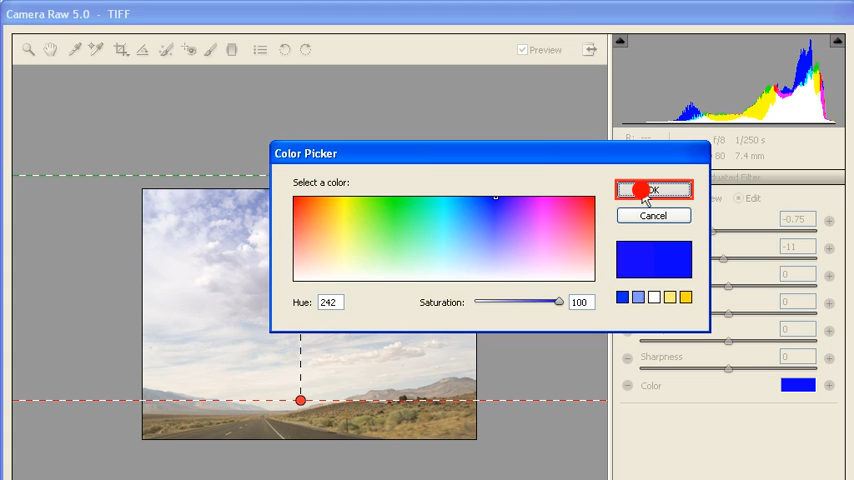 Camera Raw 5.0 - TIFF
Preview
R: ---
f/8 1/250 s
80 7.4 mm
Color Picker
Select a color:
OK
Cancel
Hue: 242
Saturation: 100
Edit
-0.75
-11
0
0
0
Sharpness 0
Color